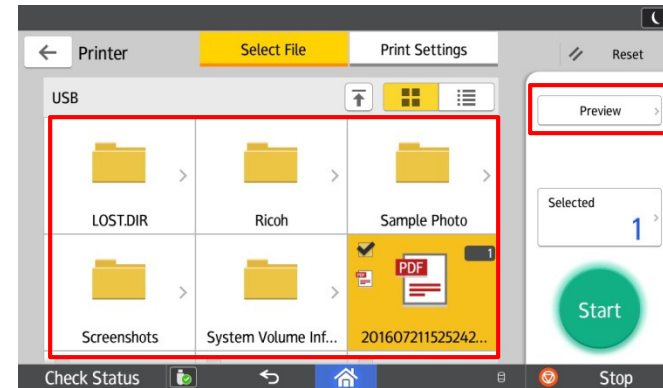 Printer
Select File
Print Settings
Reset
USB
Preview
LOST.DIR
Ricoh
Sample Photo
Selected
1
1
PDF
PDF
Start
Screenshots
System Volume Inf...
201607211525242...
Check Status
Stop